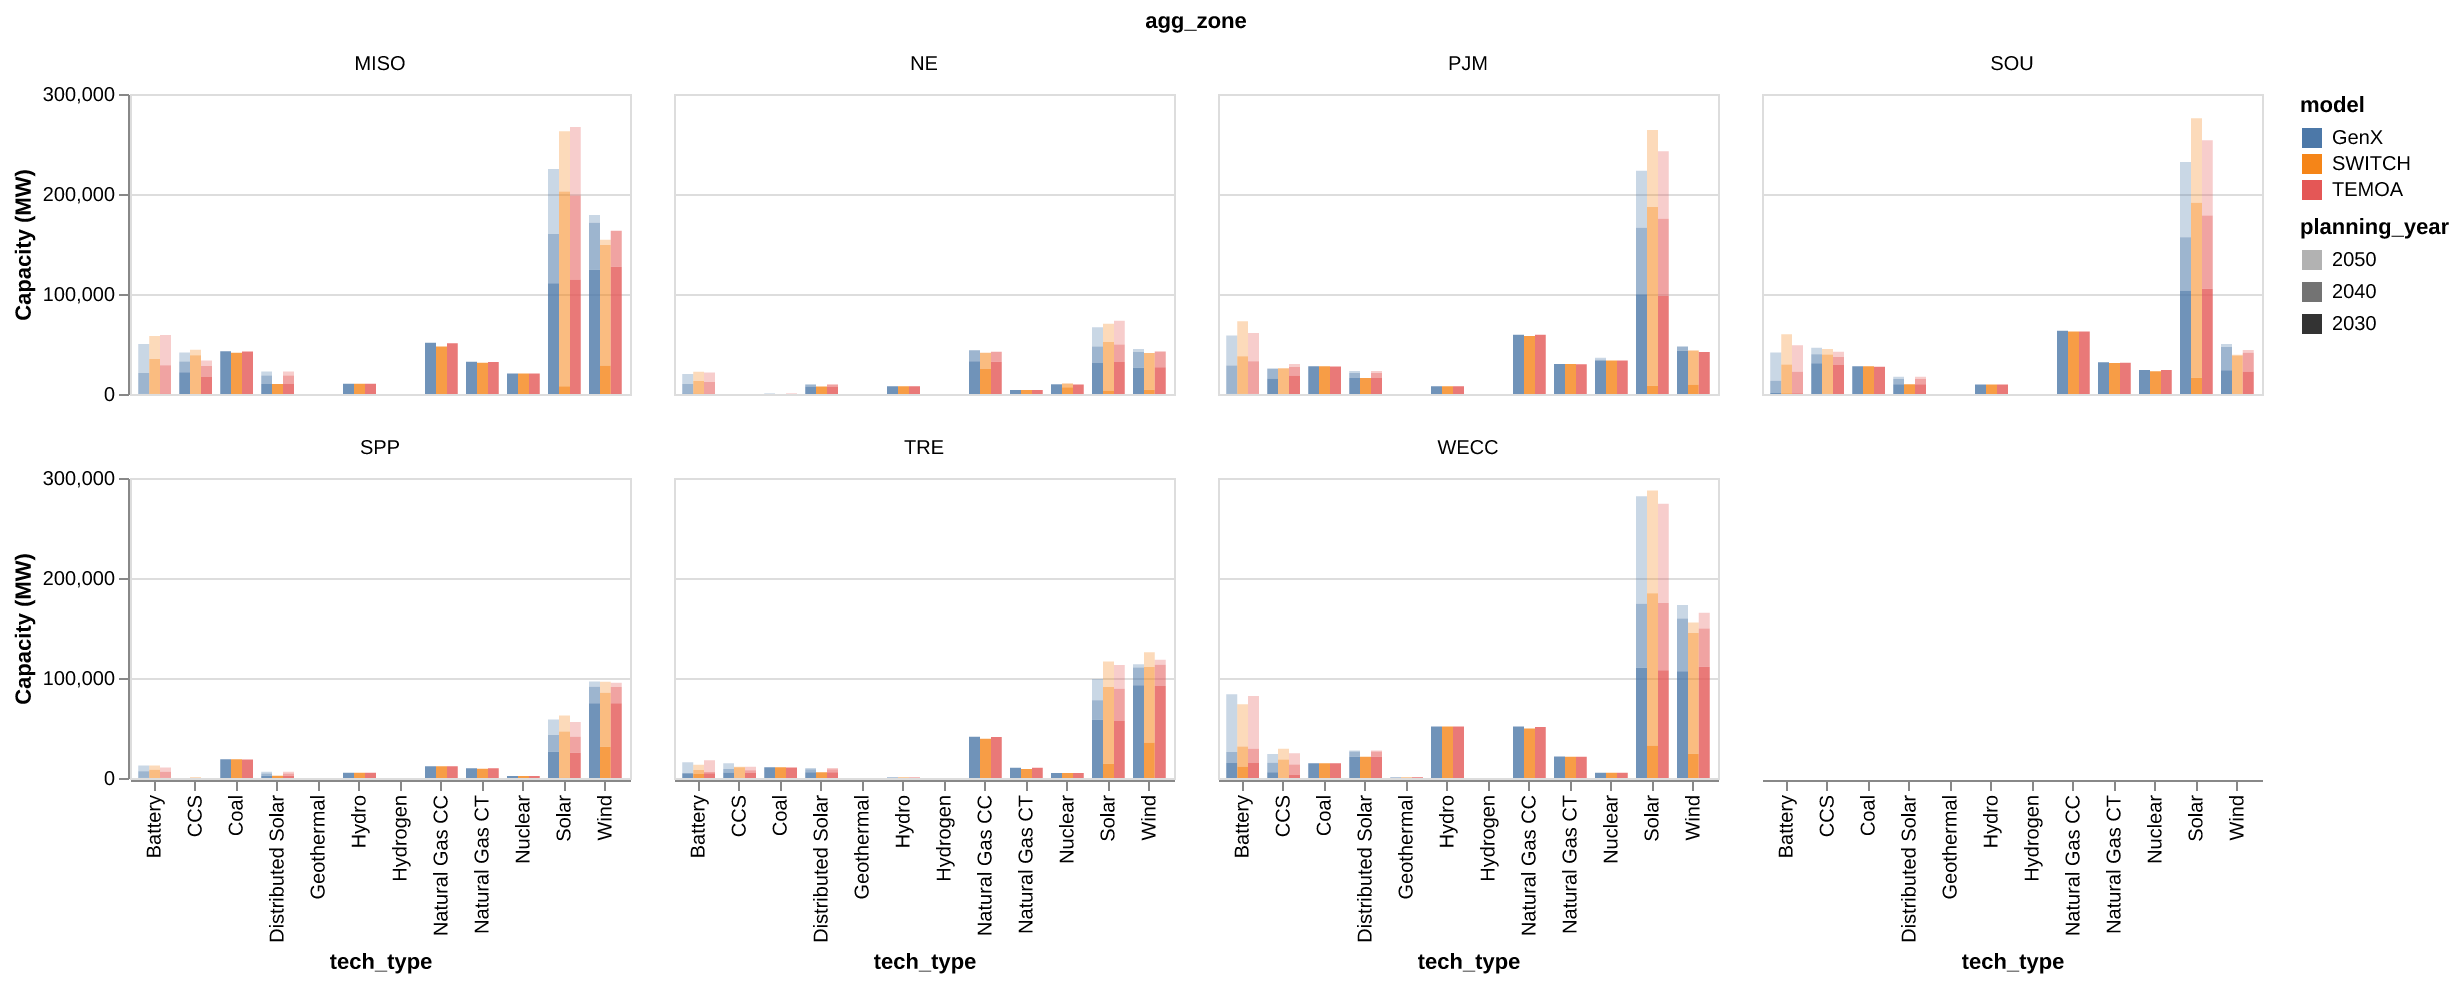 agg_zone
MISO
NE
PJM
SOU
300,000
200,000
100,000
0
Capacity (MW)
model
GenX
SWITCH
TEMOA
planning_year
2050
2040
2030
SPP
TRE
WECC
300,000
200,000
100,000
0
Capacity (MW)
Battery
CCS
Coal
Distributed Solar
Geothermal
Hydro
Hydrogen
Natural Gas CC
Natural Gas CT
Nuclear
Solar
Wind
tech_type
Battery
CCS
Coal
Distributed Solar
Geothermal
Hydro
Hydrogen
Natural Gas CC
Natural Gas CT
Nuclear
Solar
Wind
tech_type
Battery
CCS
Coal
Distributed Solar
Geothermal
Hydro
Hydrogen
Natural Gas CC
Natural Gas CT
Nuclear
Solar
Wind
tech_type
Battery
CCS
Coal
Distributed Solar
Geothermal
Hydro
Hydrogen
Natural Gas CC
Natural Gas CT
Nuclear
Solar
Wind
tech_type